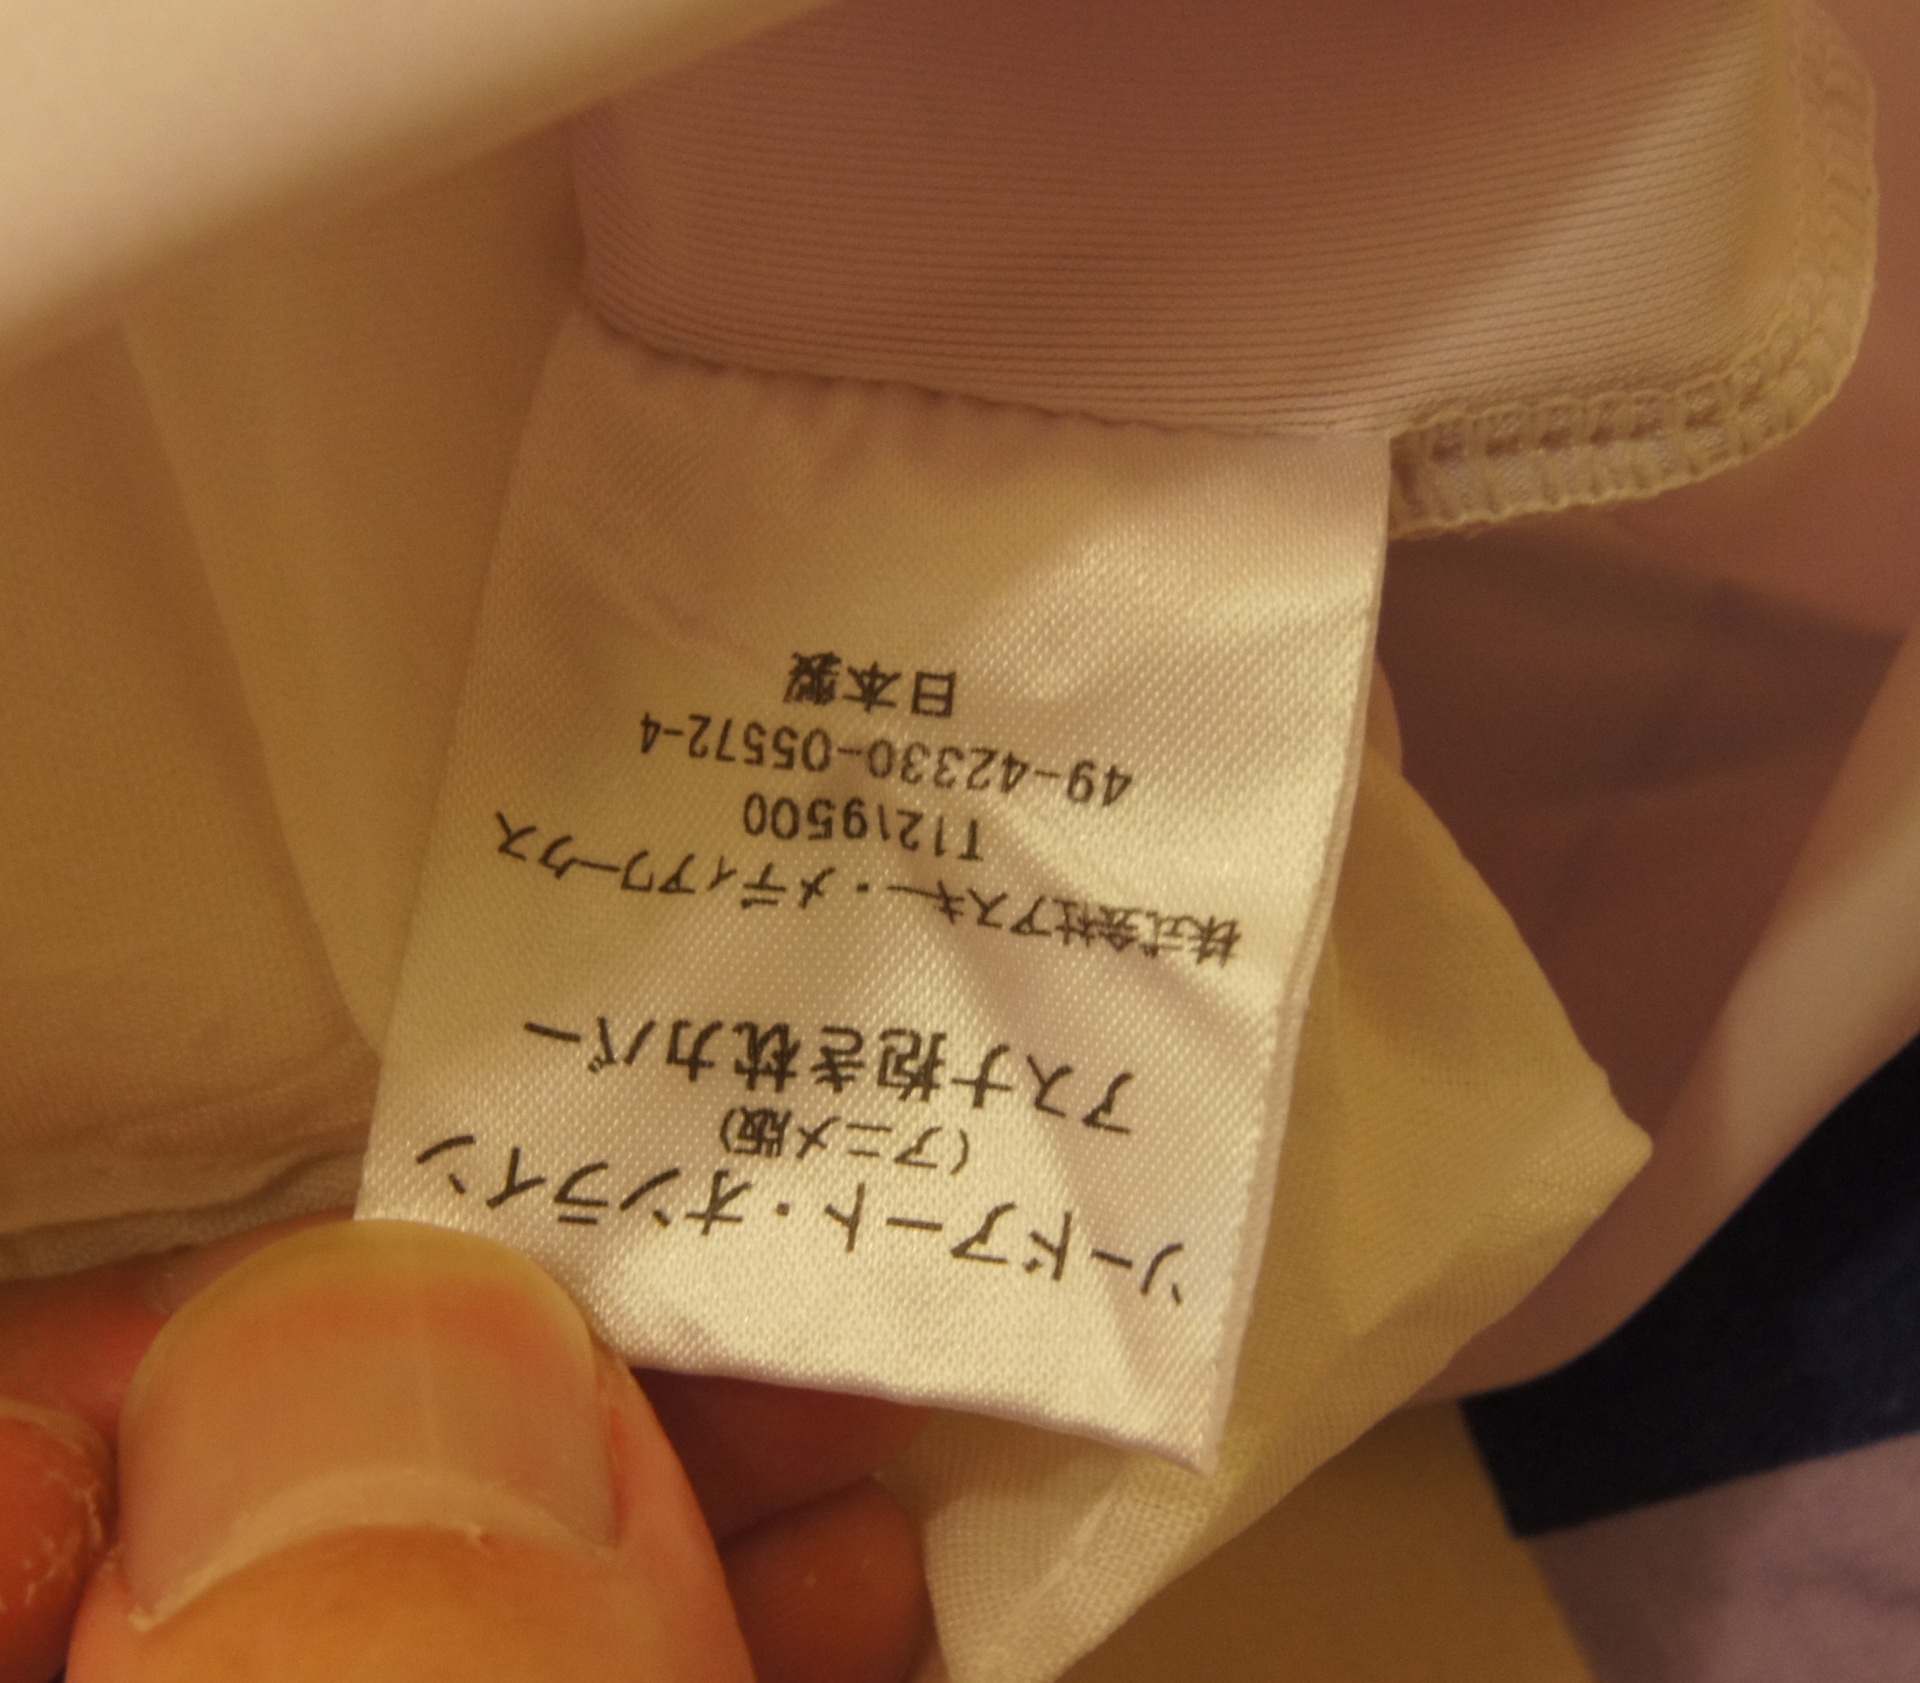 ソードアート・オンライン
(アニメ版)
アスナ抱き枕カバー
株式会社アスキー・メディアワークス
T12\9500
49-42330-05572-4
日本製